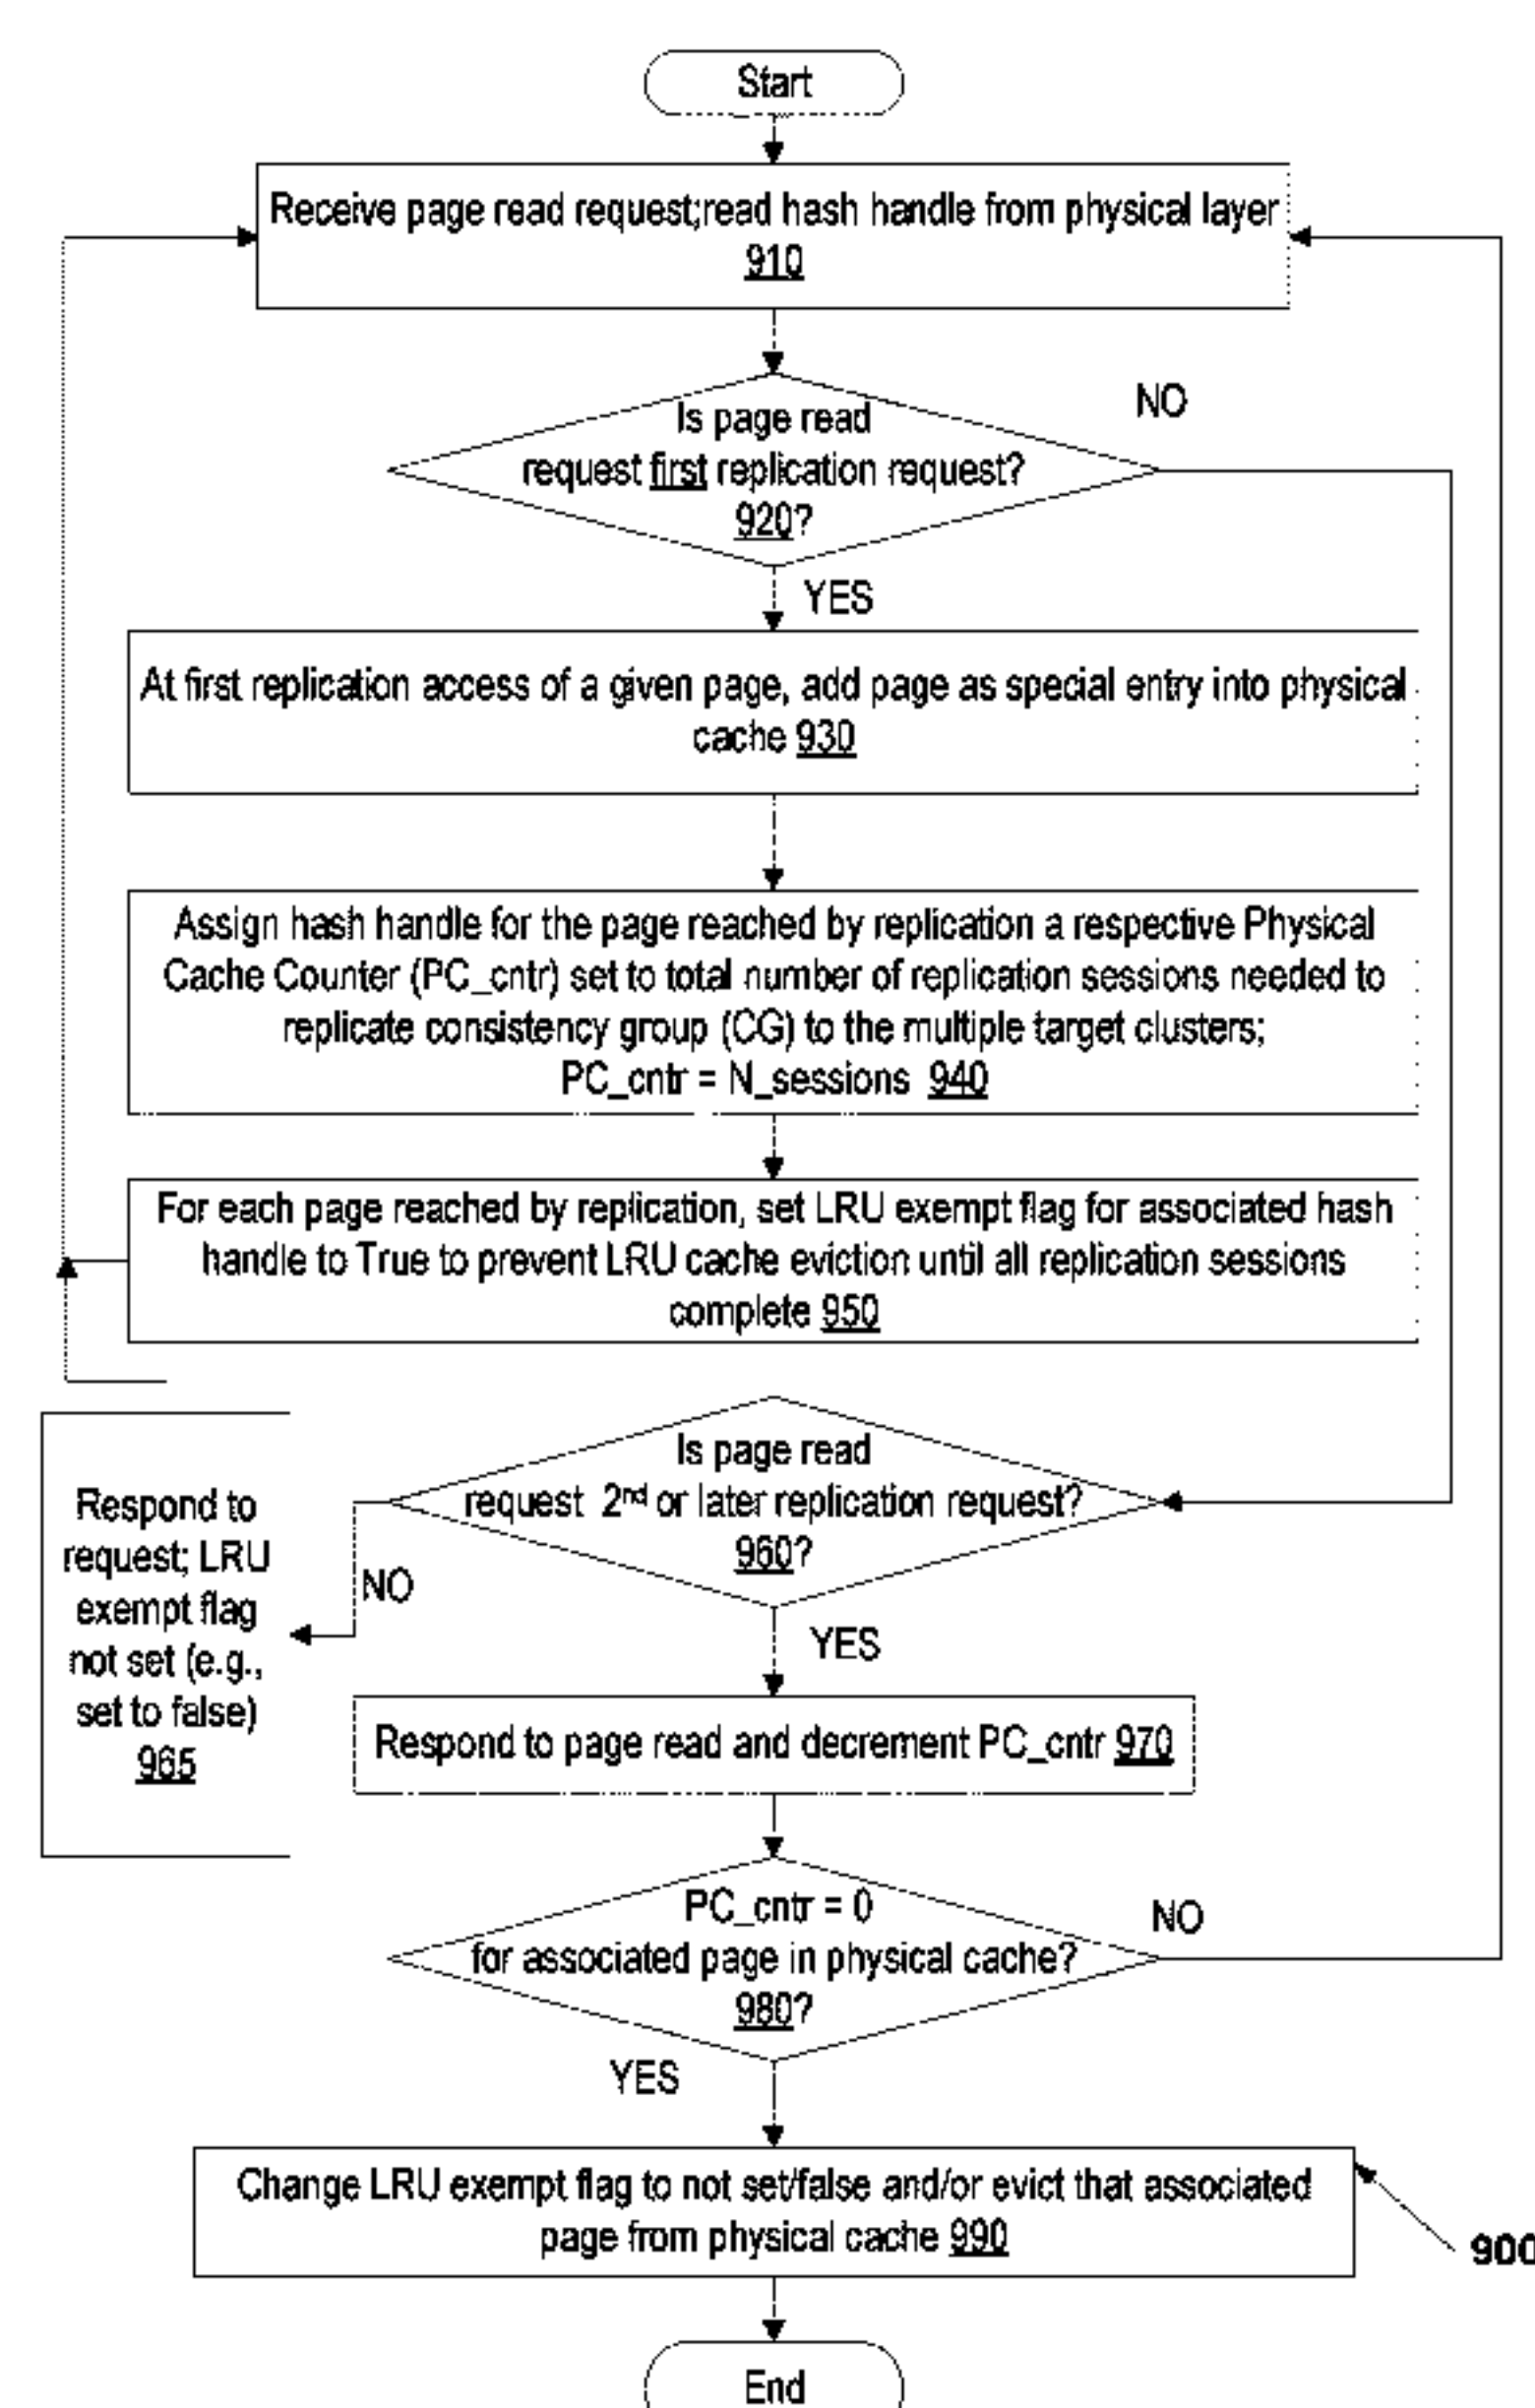 Start
Receive page read request;read hash handle from physical layer
910
NO
Is page read
request first replication request?
920?
YES
At first replication access of a given page, add page as special entry into physical
cache 930
Assign hash handle for the page reached by replication a respective Physical
Cache Counter (PC_cntr) set to total number of replication sessions needed to
replicate consistency group (CG) to the multiple target clusters;
PC_cntr = N_sessions 940
For each page reached by replication, set LRU exempt flag for associated hash
handle to True to prevent LRU cache eviction until all replication sessions
complete 950
Is page read
request 2nd or later replication request?
960?
NO
Respond to
request; LRU
exempt flag
not set (e.g.,
set to false)
965
YES
Respond to page read and decrement PC_cntr 970
PC_cntr = 0
for associated page in physical cache?
980?
NO
YES
Change LRU exempt flag to not set/false and/or evict that associated
page from physical cache 990
900
End